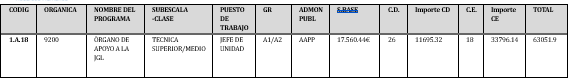 CODIG ORGANICA NOMBRE DEL PROGRAMA SUBESCALA -CLASE PUESTO DE TRABAJO GR ADMON PUBL S.BASE C.D. Importe CD C.E. Importe CE TOTAL
1.A.18 9200 ÓRGANO DE APOYO A LA JGL TECNICA SUPERIOR/MEDIO JEFE DE UNIDAD A1/A2 AAPP 17.560.44€ 26 11695.32 18 33796.14 63051.9